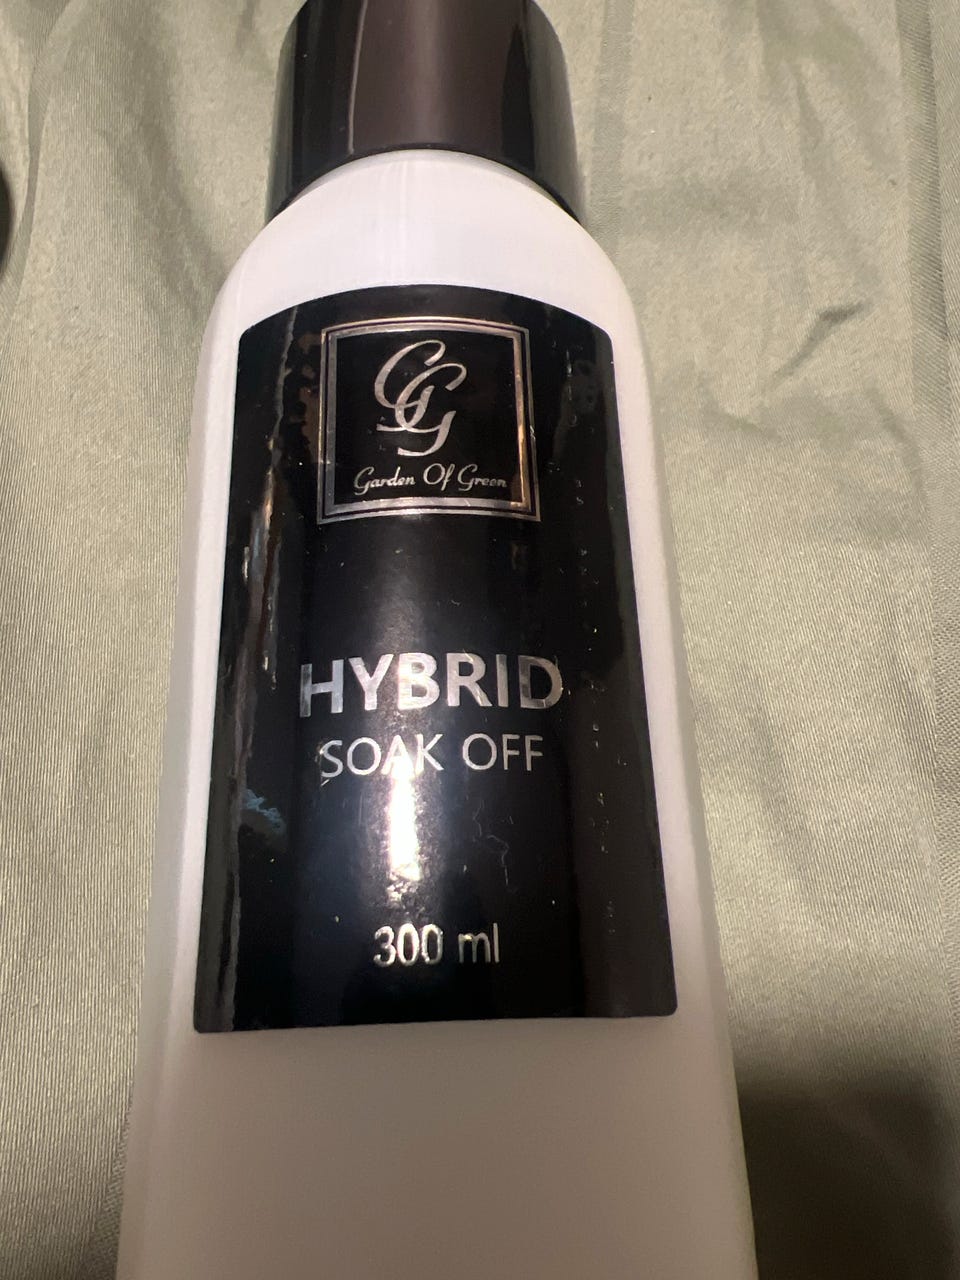 GG
Garden Of Green
HYBRID
SOAK OFF
300 ml